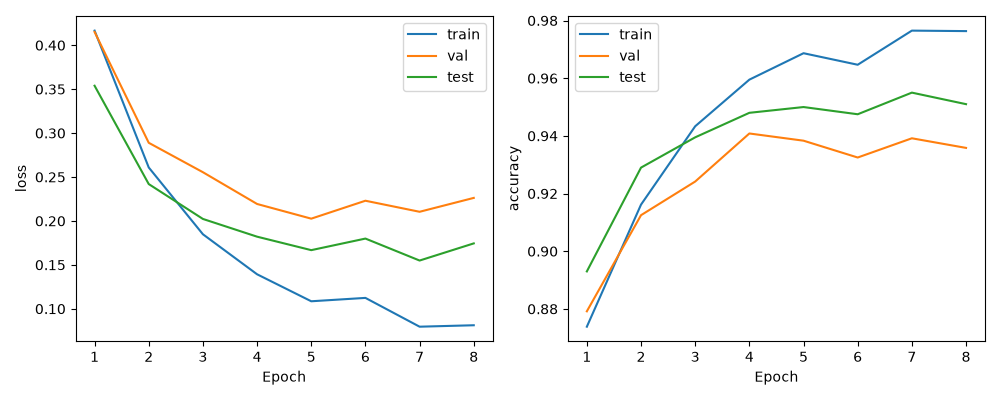 0.40
0.35
0.30
0.25
0.20
0.15
0.10
loss
1 2 3 4 5 6 7 8
Epoch
train
val
test
0.98
0.96
0.94
0.92
0.90
0.88
accuracy
1 2 3 4 5 6 7 8
Epoch
train
val
test